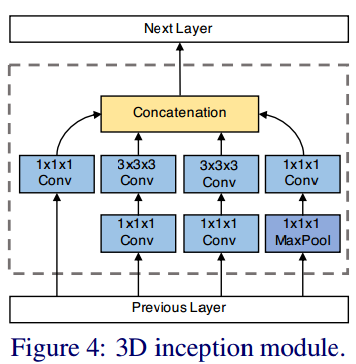 Next Layer
Concatenation
1x1x1
Conv
3x3x3
Conv
3x3x3
Conv
1x1x1
Conv
1x1x1
Conv
1x1x1
Conv
1x1x1
MaxPool
Previous Layer
Figure 4: 3D inception module.